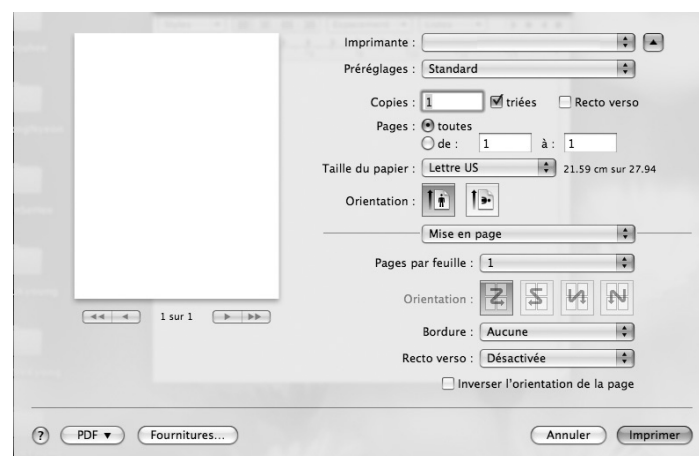 Imprimante :
Préréglages : Standard
Copies : 1 triées Recto verso
Pages : toutes
de : 1 à : 1
Taille du papier : Lettre US 21.59 cm sur 27.94
Orientation :
Mise en page
Pages par feuille : 1
Orientation :
1 sur 1
Bordure : Aucune
Recto verso : Désactivée
Inverser l'orientation de la page
? PDF ▼ Fournitures... Annuler Imprimer